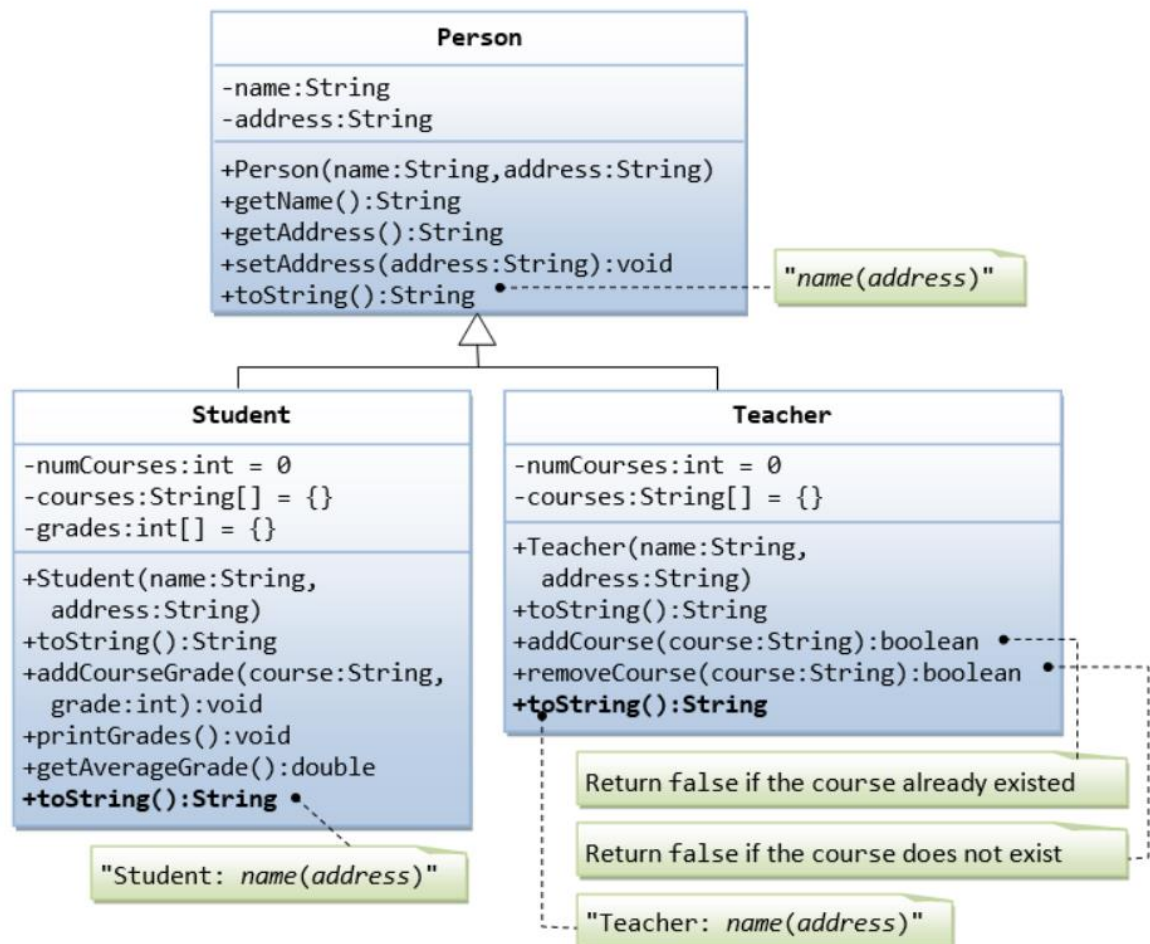 Person
-name:String
-address:String
+Person(name:String,address:String)
+getName():String
+getAddress():String
+setAddress(address:String):void
+toString():String
"name(address)"
Student
-numCourses:int = 0
-courses:String[] = {}
-grades:int[] = {}
+Student(name:String,
address:String)
+toString():String
+addCourseGrade(course:String,
grade:int):void
+printGrades():void
+getAverageGrade():double
+toString():String
"Student: name(address)"
Teacher
-numCourses:int = 0
-courses:String[] = {}
+Teacher(name:String,
address:String)
+toString():String
+addCourse(course:String):boolean
+removeCourse(course:String):boolean
+toString():String
Return false if the course already existed
Return false if the course does not exist
"Teacher: name(address)"